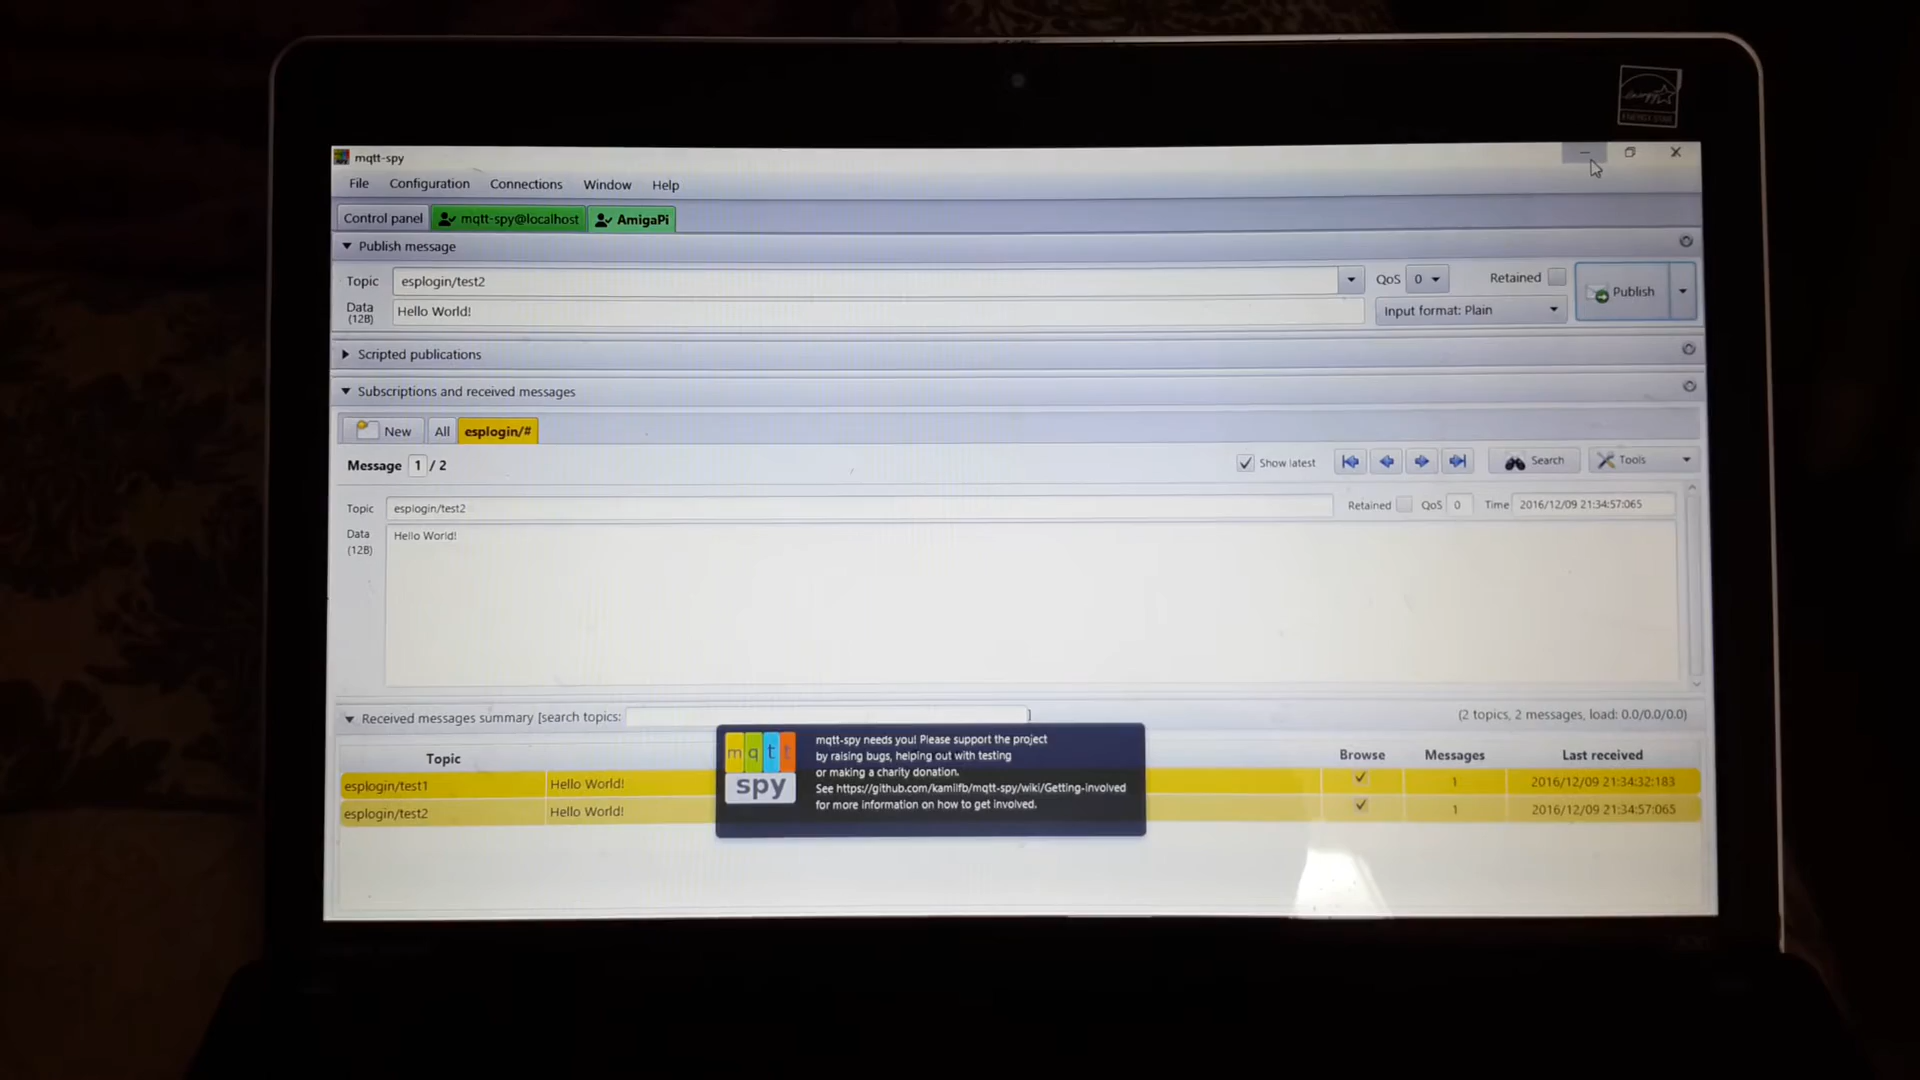 energy
ENERGY STAR
mqtt-spy
File Configuration Connections Window Help
Control panel mqtt-spy@localhost AmigaPi
Publish message
Topic esplogin/test2 QoS 0 Retained
Data Hello World! Input format: Plain Publish
(12B)
Scripted publications
Subscriptions and received messages
New All esplogin/#
Message 1 / 2 Show latest Search Tools
Topic esplogin/test2 Retained QoS 0 Time 2016/12/09 21:34:57:065
Data Hello World!
(12B)
Received messages summary [search topics: ] (2 topics, 2 messages, load: 0.0/0.0/0.0)
Topic Browse Messages Last received
esplogin/test1 Hello World! 1 2016/12/09 21:34:32:183
esplogin/test2 Hello World! 1 2016/12/09 21:34:57:065
mqtt
spy
mqtt-spy needs you! Please support the project
by raising bugs, helping out with testing
or making a charity donation.
See https://github.com/kamilfb/mqtt-spy/wiki/Getting-involved
for more information on how to get involved.